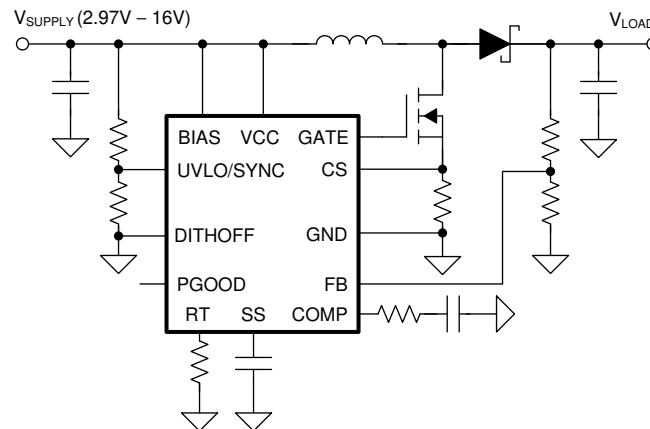 VSUPPLY (2.97V – 16V)
VLOAD
BIAS VCC GATE
UVLO/SYNC CS
DITHOFF GND
PGOOD FB
RT SS COMP